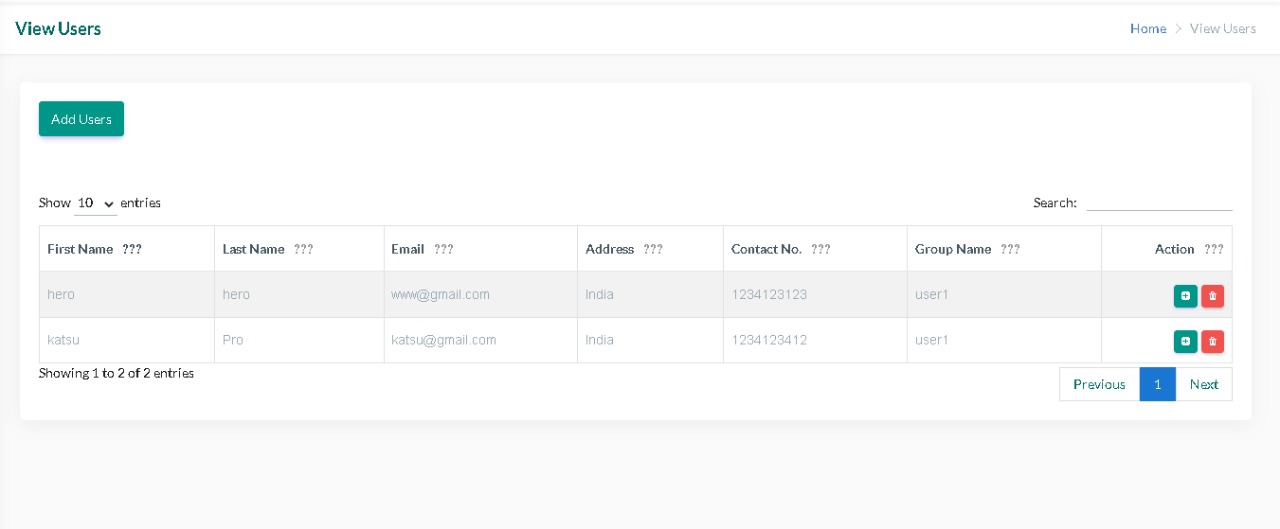 View Users
Home > View Users
Add Users
Show 10 entries
Search:
First Name ??? Last Name ??? Email ??? Address ??? Contact No. ??? Group Name ??? Action ???
hero hero www@gmail.com India 1234123123 user1
katsu Pro katsu@gmail.com India 1234123412 user1
Showing 1 to 2 of 2 entries
Previous 1 Next